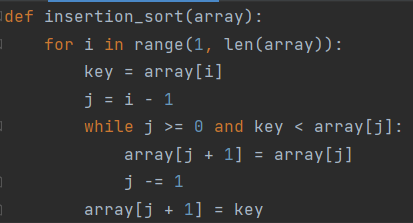 def insertion_sort(array):
    for i in range(1, len(array)):
        key = array[i]
        j = i - 1
        while j >= 0 and key < array[j]:
            array[j + 1] = array[j]
            j -= 1
        array[j + 1] = key